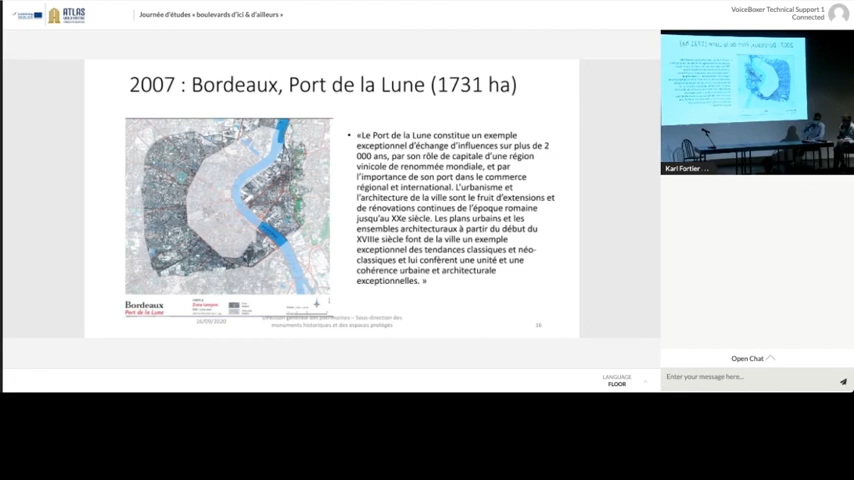 ATLAS
Journée d'études « boulevards d'ici & d'ailleurs »
VoiceBoxer Technical Support 1
Connected
2007 : Bordeaux, Port de la Lune (1731 ha)
• «Le Port de la Lune constitue un exemple
exceptionnel d'échange d'influences sur plus de 2
000 ans, par son rôle de capitale d'une région
vinicole de renommée mondiale, et par
l'importance de son port dans le commerce
régional et international. L'urbanisme et
l'architecture de la ville sont le fruit d'extensions et
de rénovations continues de l'époque romaine
jusqu'au XXe siècle. Les plans urbains et les
ensembles architecturaux à partir du début du
XVIIIe siècle font de la ville un exemple
exceptionnel des tendances classiques et néo-
classiques et lui confèrent une unité et une
cohérence urbaine et architecturale
exceptionnelles. »
Bordeaux
Port de la Lune
Direction générale des patrimoines – Sous-direction des
monuments historiques et des espaces protégés
16/09/2020
16
Karl Fortier ...
Open Chat
LANGUAGE
FLOOR
Enter your message here...